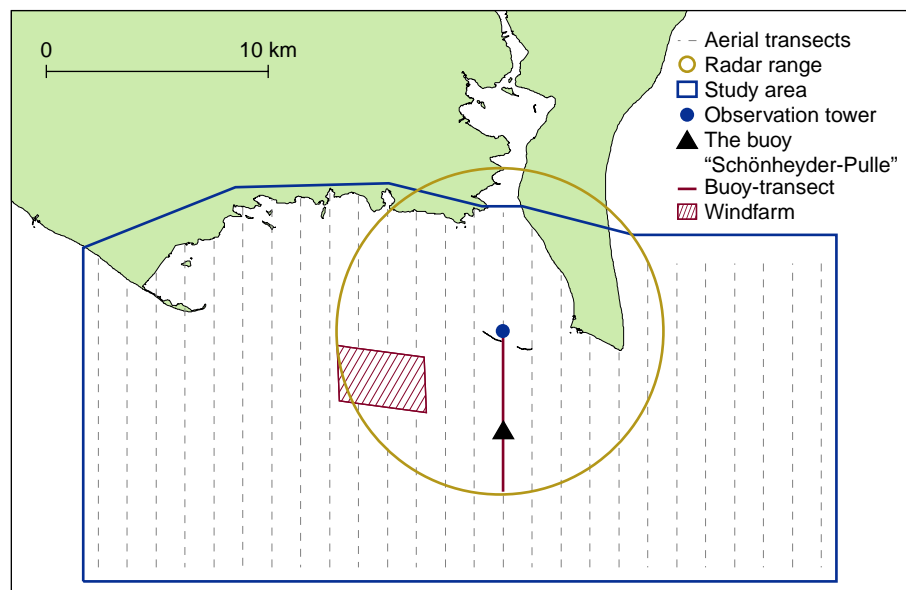 0 10 km
Aerial transects
Radar range
Study area
Observation tower
The buoy
“Schönheyder-Pulle”
Buoy-transect
Windfarm